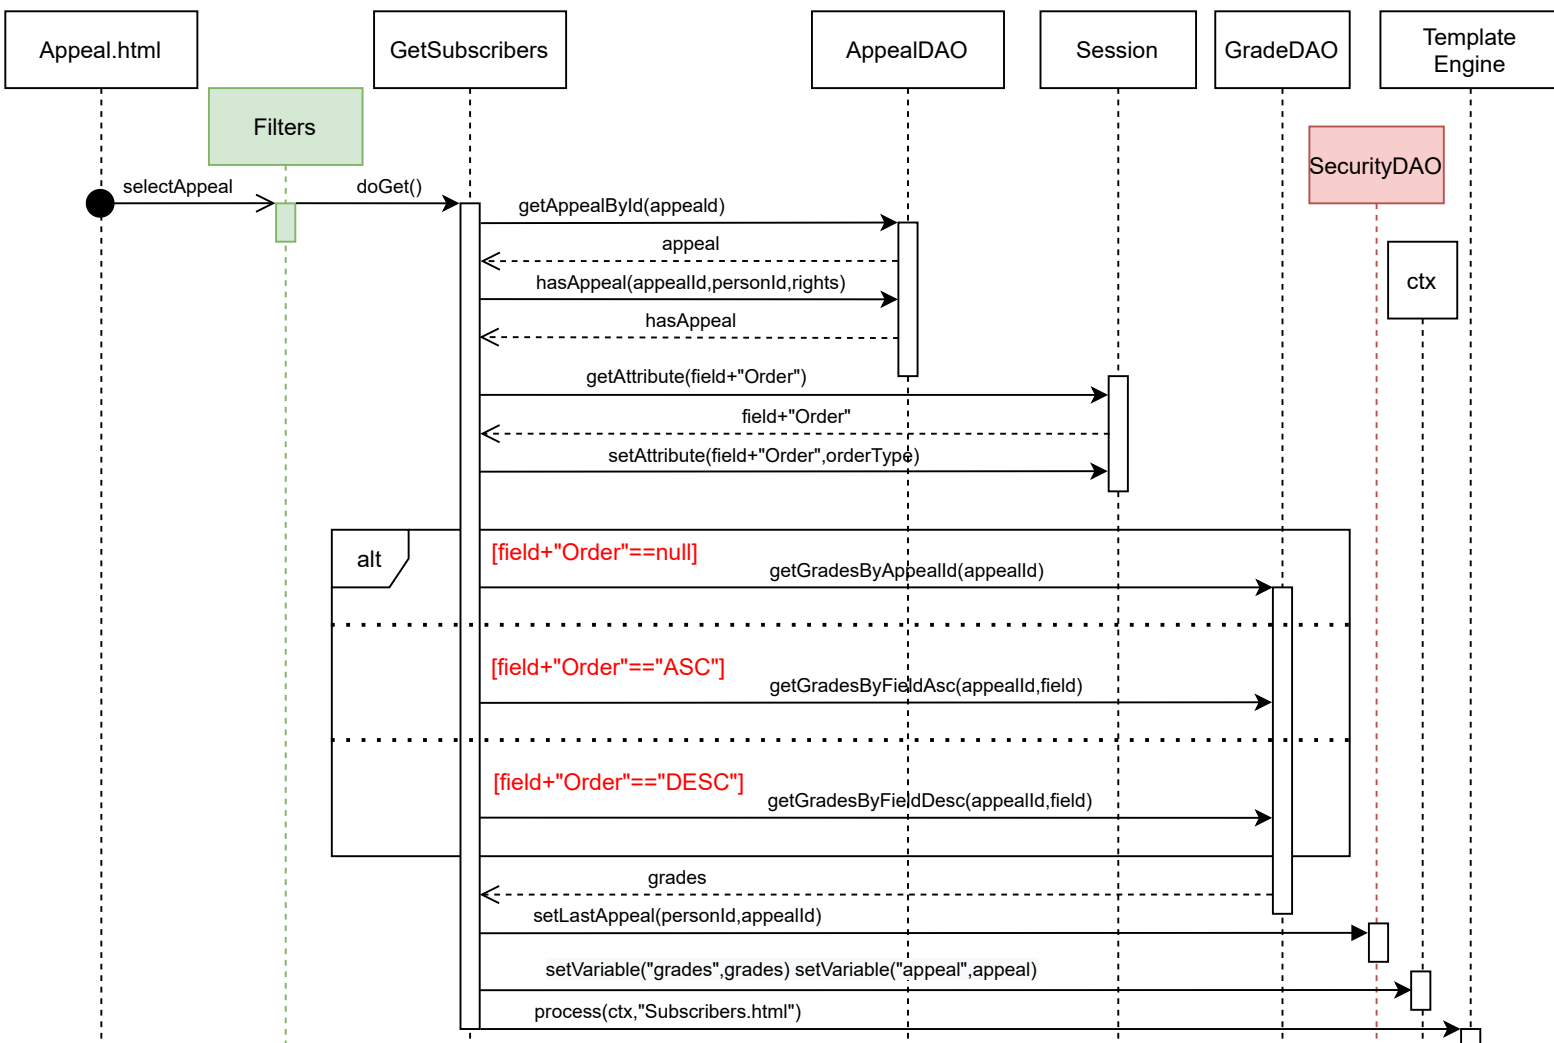 Appeal.html
GetSubscribers
AppealDAO
Session
GradeDAO
Template
Engine
Filters
SecurityDAO
selectAppeal
doGet()
getAppealById(appeaId)
appeal
ctx
hasAppeal(appealId,personId,rights)
hasAppeal
getAttribute(field+"Order")
field+"Order"
setAttribute(field+"Order",orderType)
alt
[field+"Order"==null]
getGradesByAppealId(appealId)
[field+"Order"=="ASC"]
getGradesByFieldAsc(appealId,field)
[field+"Order"=="DESC"]
getGradesByFieldDesc(appealId,field)
grades
setLastAppeal(personId,appealId)
setVariable("grades",grades) setVariable("appeal",appeal)
process(ctx,"Subscribers.html")